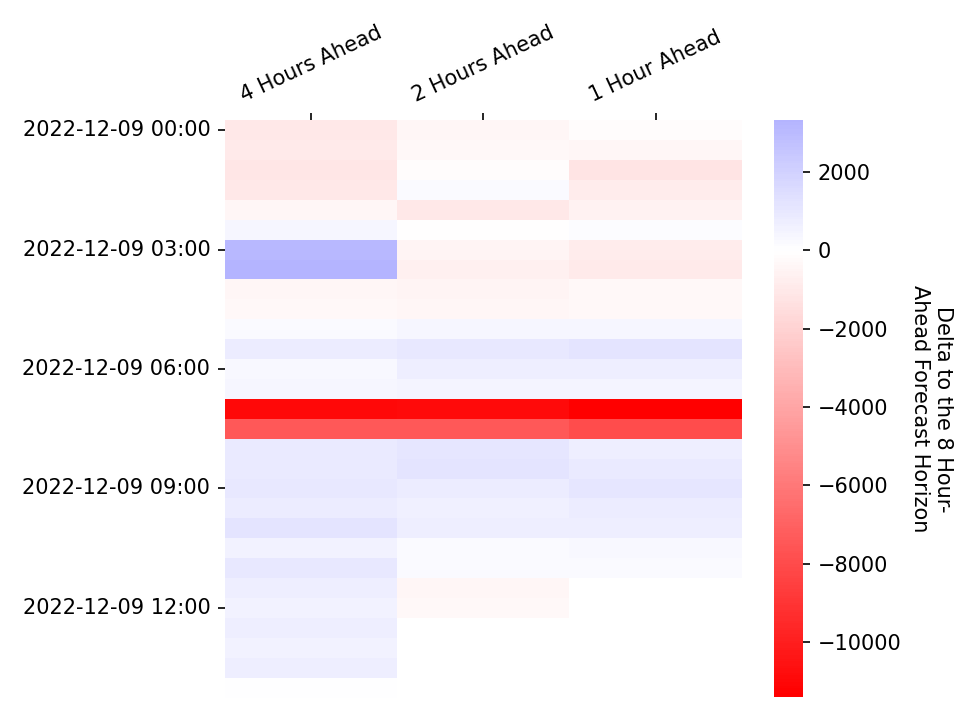 4 Hours Ahead
2 Hours Ahead
1 Hour Ahead
2022-12-09 00:00
2022-12-09 03:00
2022-12-09 06:00
2022-12-09 09:00
2022-12-09 12:00
2000
0
−2000
−4000
−6000
−8000
−10000
Delta to the 8 Hour-
Ahead Forecast Horizon